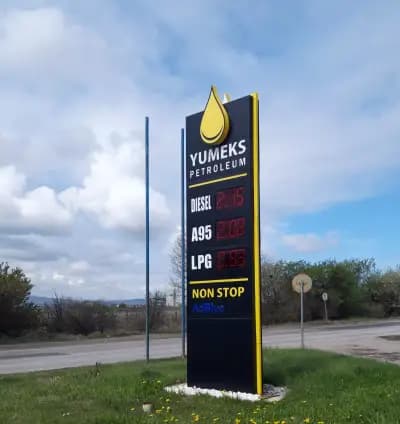 YUMEKS
PETROLEUM
DIESEL
A95
LPG
NON STOP
AdBlue